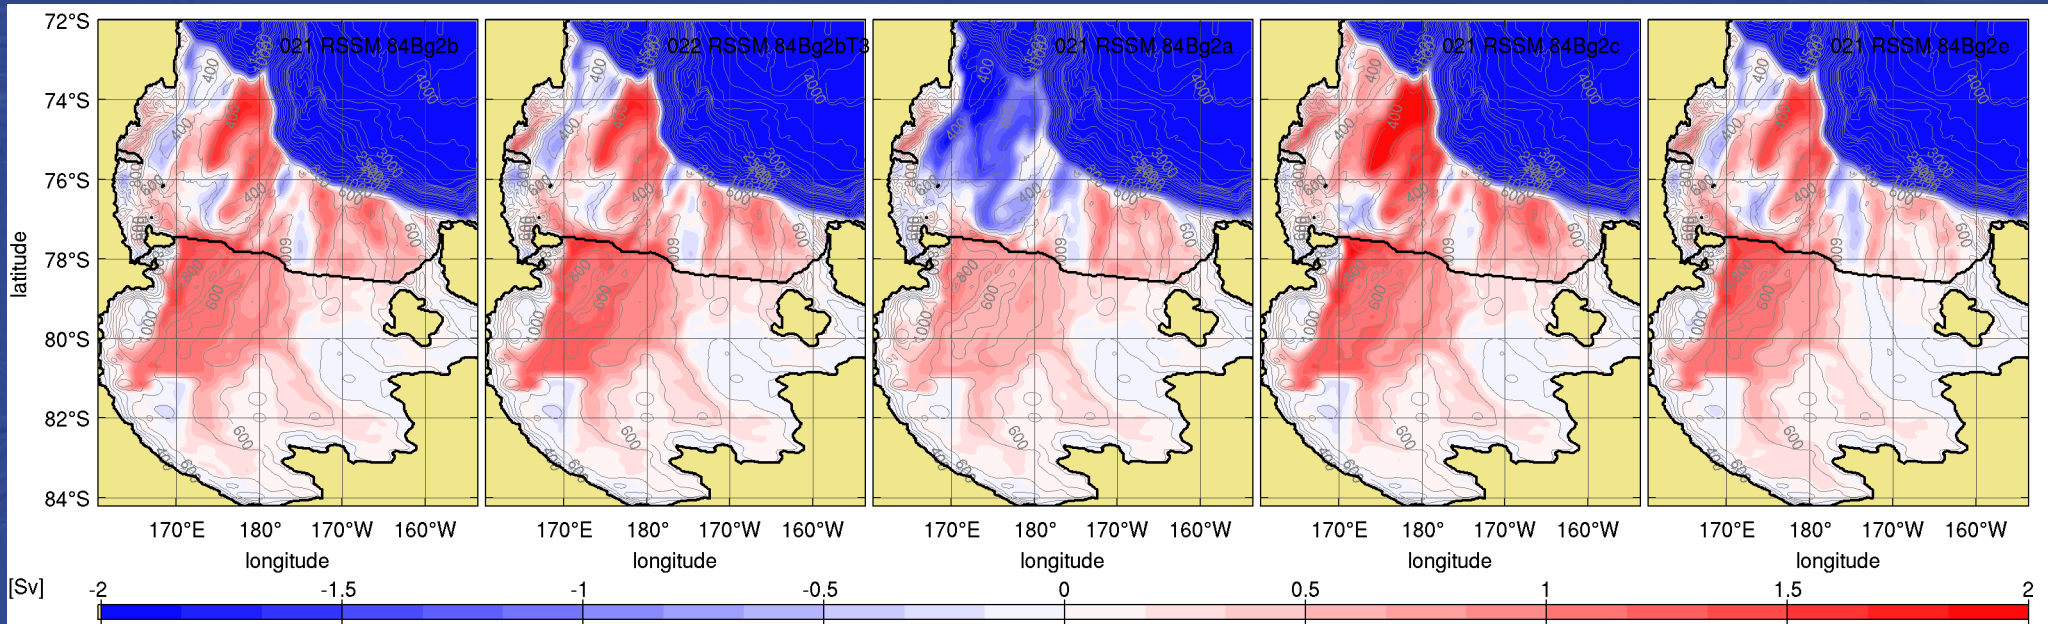 72°S
74°S
76°S
78°S
80°S
82°S
84°S
latitude
021 RSSM 84Bg2b
022 RSSM 84Bg2bT3
021 RSSM 84Bg2a
021 RSSM 84Bg2c
021 RSSM 84Bg2e
170°E 180° 170°W 160°W
170°E 180° 170°W 160°W
170°E 180° 170°W 160°W
170°E 180° 170°W 160°W
170°E 180° 170°W 160°W
longitude longitude longitude longitude longitude
[Sv] -2 -1.5 -1 -0.5 0 0.5 1 1.5 2